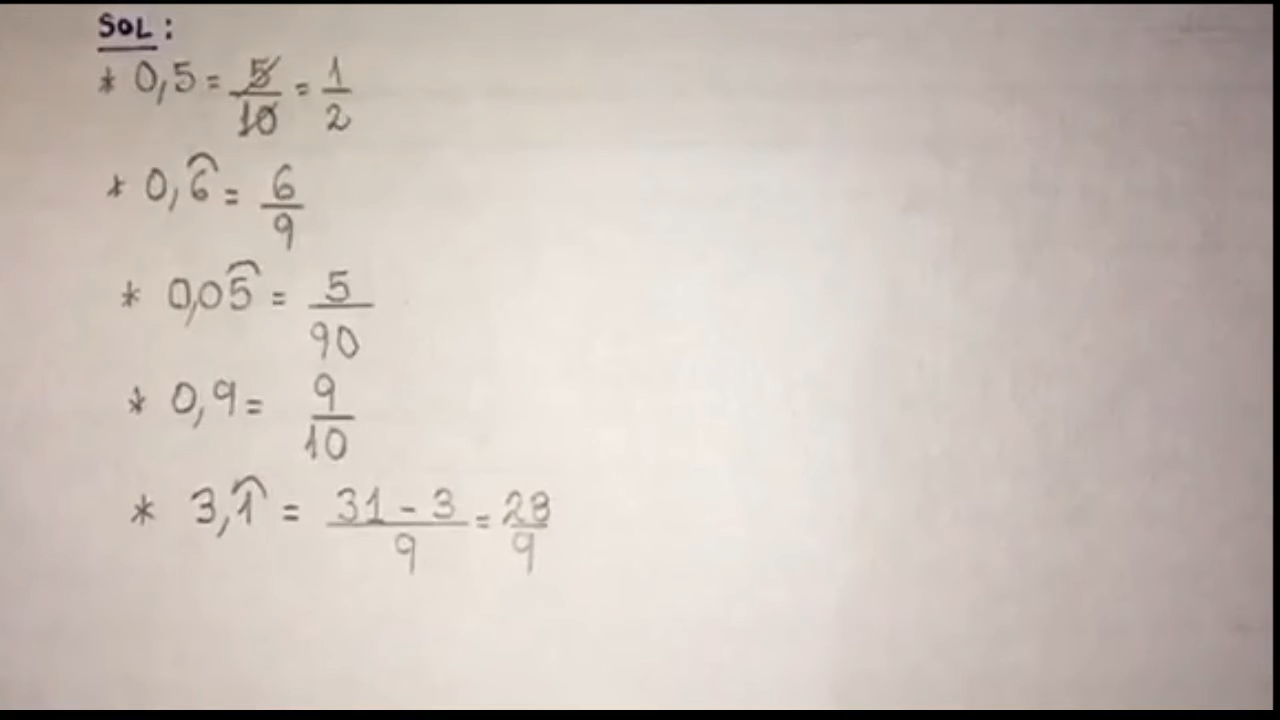 SOL:
* 0,5 = 5/10 = 1/2
* 0,6̑ = 6/9
* 0,05̑ = 5/90
* 0,9 = 9/10
* 3,1̑ = 31 - 3/9 = 28/9